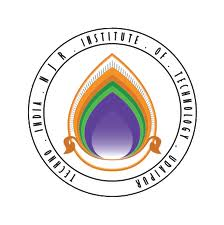 TECHNO INDIA N J R INSTITUTE OF TECHNOLOGY UDAIPUR